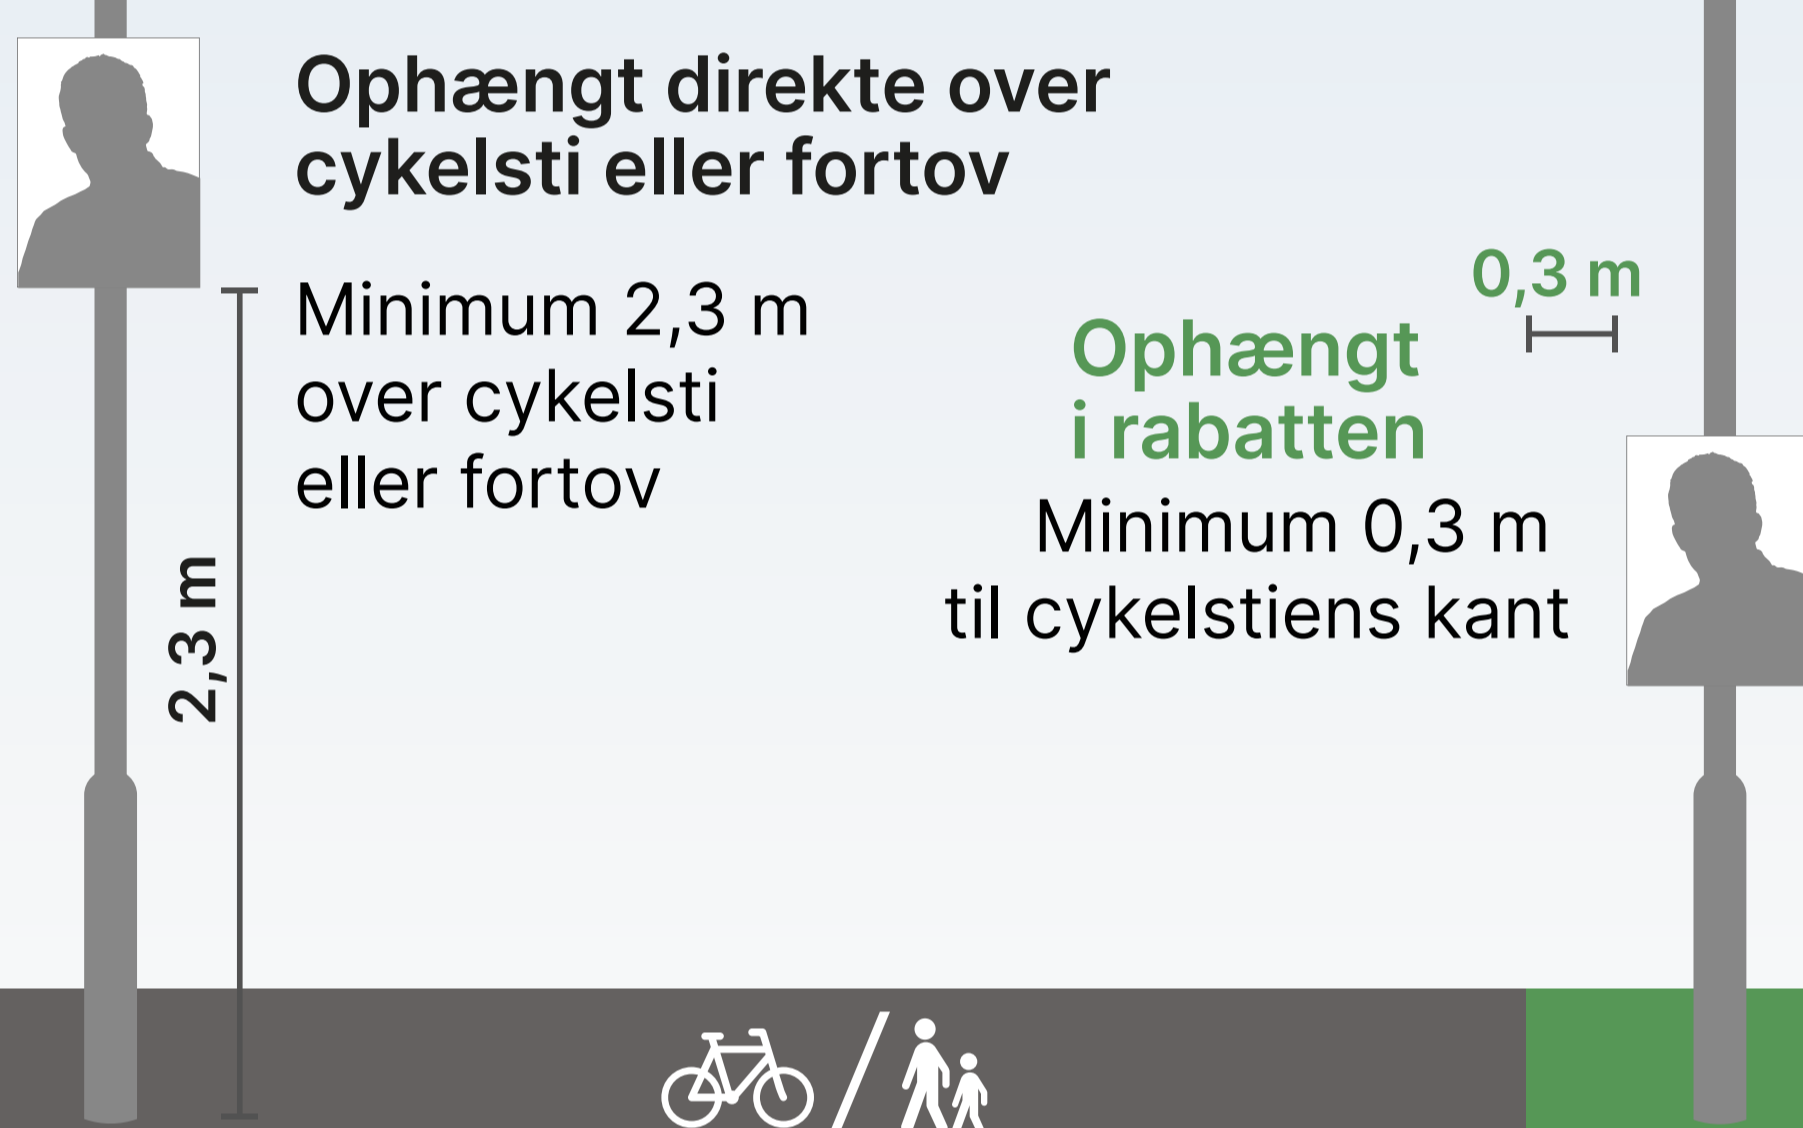 Ophængt direkte over
cykelsti eller fortov
Minimum 2,3 m
over cykelsti
eller fortov
2,3 m
0,3 m
Ophængt
i rabatten
Minimum 0,3 m
til cykelstiens kant